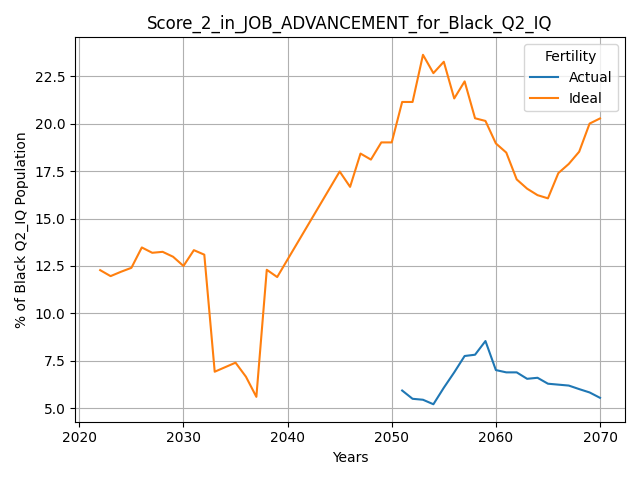 Score_2_in_JOB_ADVANCEMENT_for_Black_Q2_IQ
Fertility
Actual
Ideal
% of Black Q2_IQ Population
22.5
20.0
17.5
15.0
12.5
10.0
7.5
5.0
2020 2030 2040 2050 2060 2070
Years